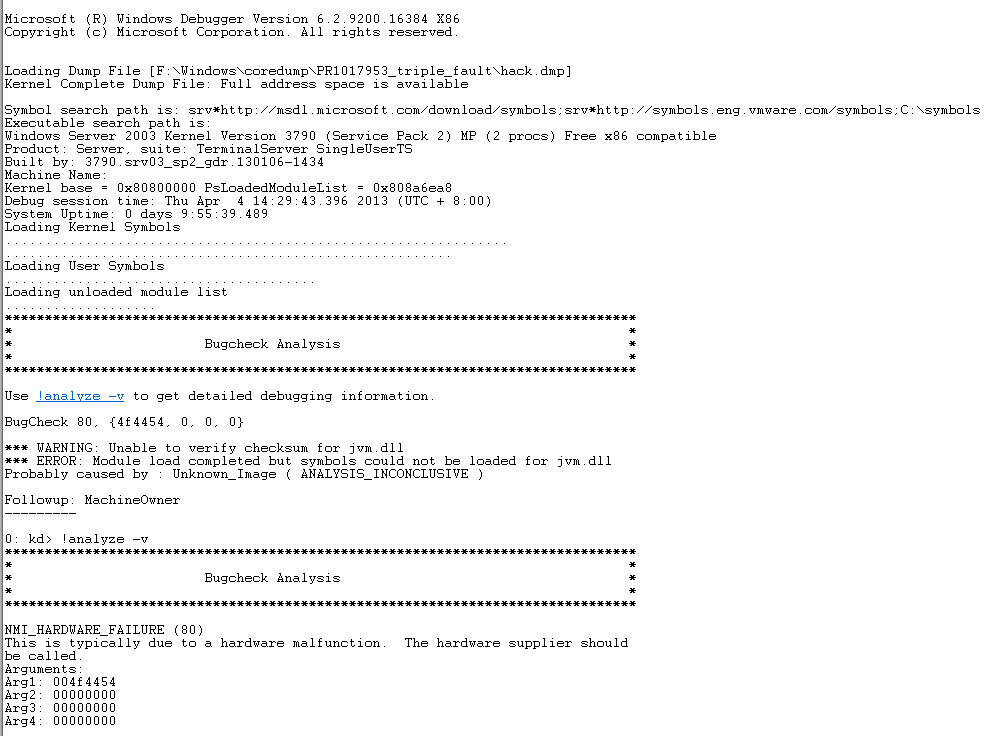 Microsoft (R) Windows Debugger Version 6.2.9200.16384 X86
Copyright (c) Microsoft Corporation. All rights reserved.
Loading Dump File [F:\Windows\coredump\PR1017953_triple_fault\hack.dmp]
Kernel Complete Dump File: Full address space is available
Symbol search path is: srv*http://msdl.microsoft.com/download/symbols;srv*http://symbols.eng.vmware.com/symbols;C:\symbols
Executable search path is:
Windows Server 2003 Kernel Version 3790 (Service Pack 2) MP (2 procs) Free x86 compatible
Product: Server, suite: TerminalServer SingleUserTS
Built by: 3790.srv03_sp2_gdr.130106-1434
Machine Name:
Kernel base = 0x80800000 PsLoadedModuleList = 0x808a6ea8
Debug session time: Thu Apr  4 14:29:43.396 2013 (UTC + 8:00)
System Uptime: 0 days 9:55:39.489
Loading Kernel Symbols
...............................................................
........................................................
Loading User Symbols
.......................................
Loading unloaded module list
...................
*******************************************************************************
*                                                                             *
*                        Bugcheck Analysis                                    *
*                                                                             *
*******************************************************************************
Use !analyze -v to get detailed debugging information.
BugCheck 80, {4f4454, 0, 0, 0}
*** WARNING: Unable to verify checksum for jvm.dll
*** ERROR: Module load completed but symbols could not be loaded for jvm.dll
Probably caused by : Unknown_Image ( ANALYSIS_INCONCLUSIVE )
Followup: MachineOwner
---------
0: kd> !analyze -v
*******************************************************************************
*                                                                             *
*                        Bugcheck Analysis                                    *
*                                                                             *
*******************************************************************************
NMI_HARDWARE_FAILURE (80)
This is typically due to a hardware malfunction.  The hardware supplier should
be called.
Arguments:
Arg1: 004f4454
Arg2: 00000000
Arg3: 00000000
Arg4: 00000000